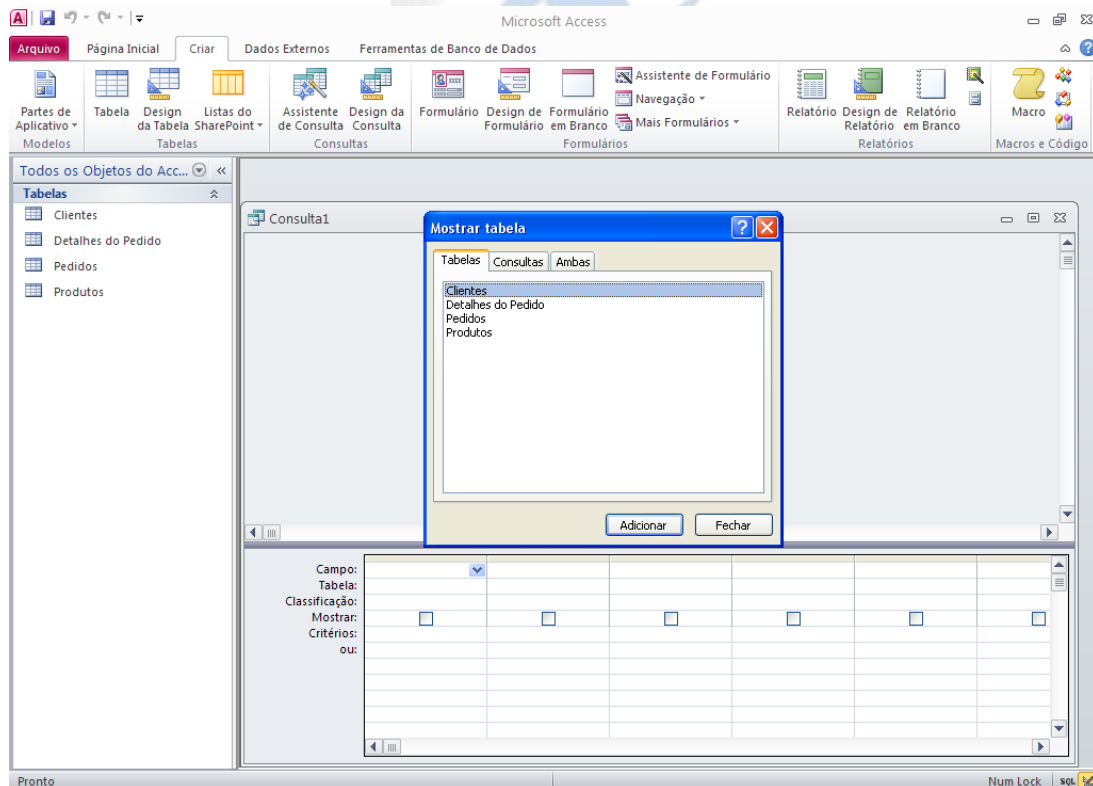 Microsoft Access
Arquivo Página Inicial Criar Dados Externos Ferramentas de Banco de Dados
Partes de Aplicativo
Tabela
Design da Tabela
Listas do SharePoint
Assistente de Consulta
Design da Consulta
Formulário
Design de Formulário
Formulário em Branco
Assistente de Formulário
Navegação
Mais Formulários
Relatório
Design de Relatório
Relatório em Branco
Macro
Modelos Tabelas Consultas Formulários Relatórios Macros e Código
Todos os Objetos do Acc...
Tabelas
Clientes
Detalhes do Pedido
Pedidos
Produtos
Consulta1
Mostrar tabela
Tabelas Consultas Ambas
Clientes
Detalhes do Pedido
Pedidos
Produtos
Adicionar Fechar
Campo:
Tabela:
Classificação:
Mostrar:
Critérios:
ou:
Pronto Num Lock SQL